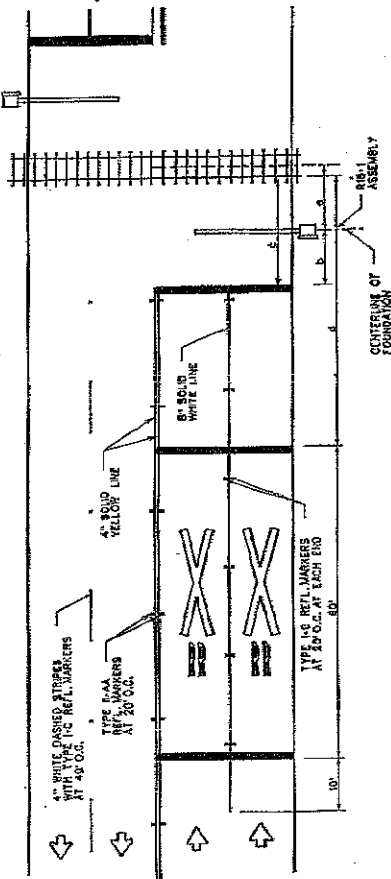 4" WHITE DASHED STRIPES
WITH TYPE I-C REFL. MARKERS
AT 40' O.C.
TYPE II-AA
REFL. MARKERS
AT 20' O.C.
4" SOLID
YELLOW LINE
8" SOLID
WHITE LINE
TYPE I-C REFL. MARKERS
AT 20' O.C. AT EACH END
c
a
b
d
10'
R15-1
ASSEMBLY
CENTERLINE OF
FOUNDATION